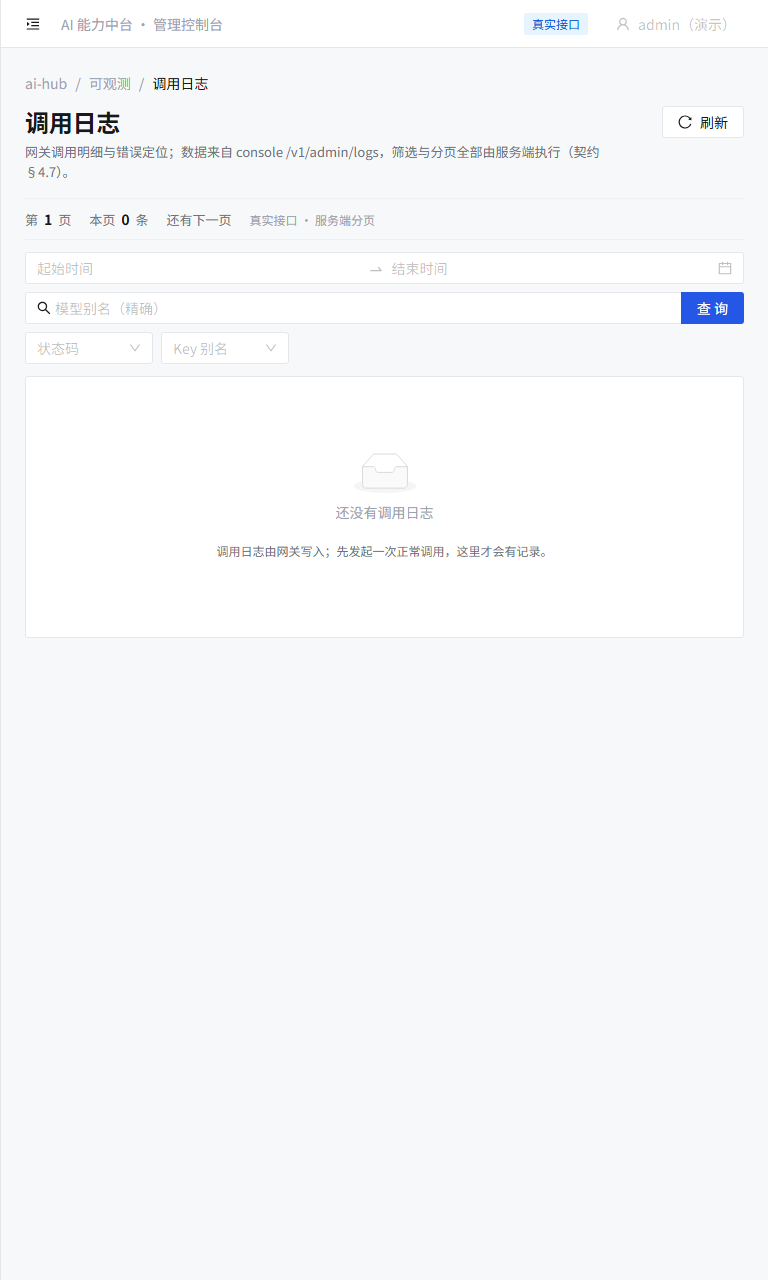 AI 能力中台 · 管理控制台
真实接口
admin（演示）
ai-hub / 可观测 / 调用日志
调用日志
刷新
网关调用明细与错误定位；数据来自 console /v1/admin/logs，筛选与分页全部由服务端执行（契约
§4.7）。
第 1 页 本页 0 条 还有下一页 真实接口 · 服务端分页
起始时间
结束时间
模型别名（精确）
查 询
状态码
Key 别名
还没有调用日志
调用日志由网关写入；先发起一次正常调用，这里才会有记录。